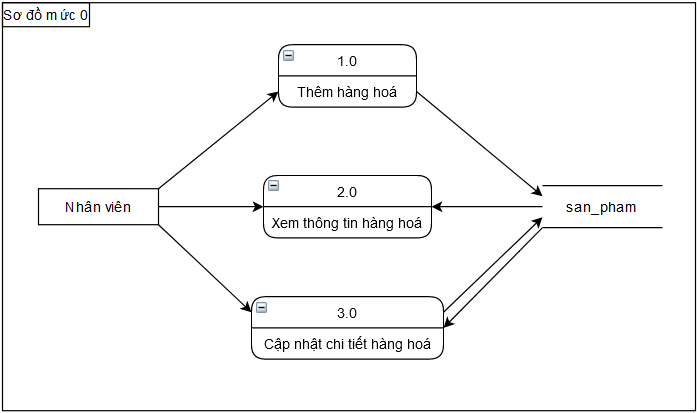 Sơ đồ mức 0
1.0
Thêm hàng hoá
Nhân viên
2.0
Xem thông tin hàng hoá
san_pham
3.0
Cập nhật chi tiết hàng hoá